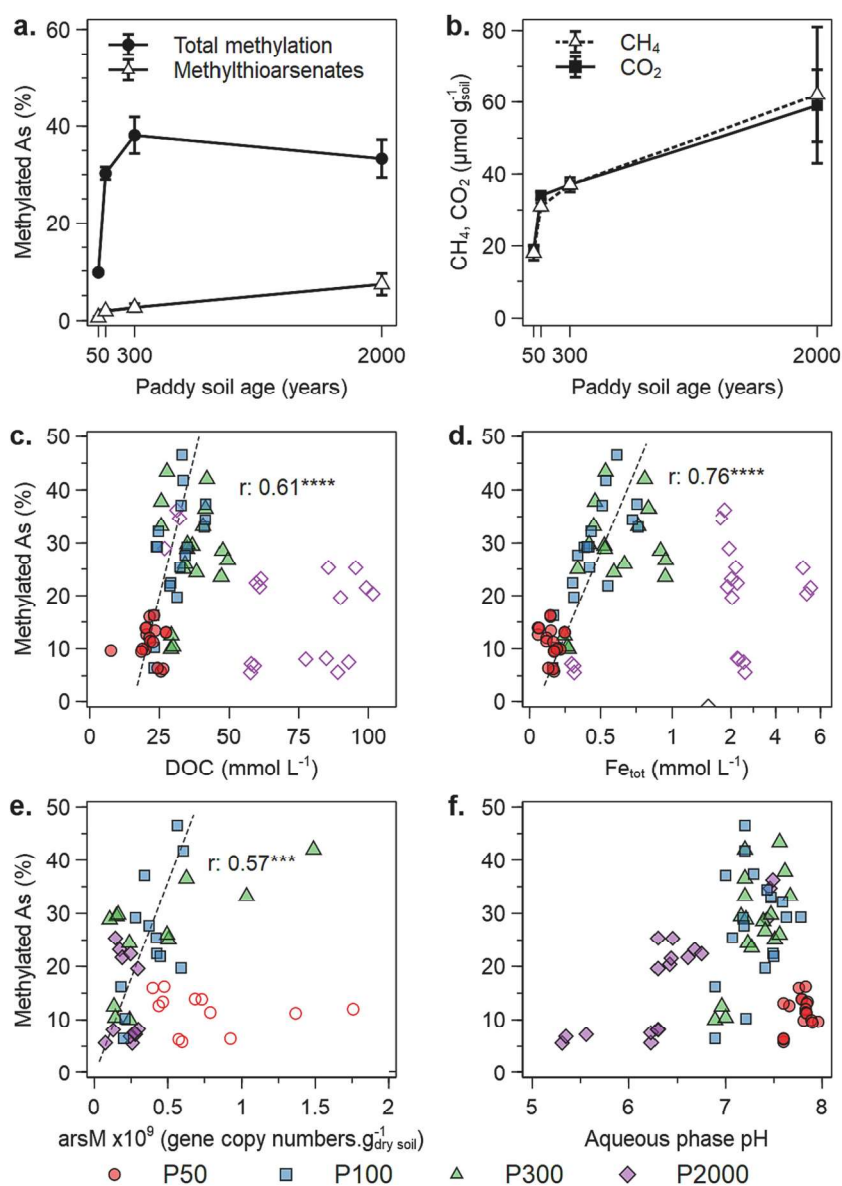 a.
60
40
20
0
Methylated As (%)
Total methylation
Methylthioarsenates
50 300 2000
Paddy soil age (years)
b.
80
60
40
20
0
CH₄, CO₂ (µmol g⁻¹soil)
CH₄
CO₂
50 300 2000
Paddy soil age (years)
c.
50
40
30
20
10
0
Methylated As (%)
r: 0.61****
0 25 50 75 100
DOC (mmol L⁻¹)
d.
50
40
30
20
10
0
r: 0.76****
0 0.5 1 2 4 6
Fetot (mmol L⁻¹)
e.
50
40
30
20
10
0
Methylated As (%)
r: 0.57***
0 0.5 1 1.5 2
arsM x10⁹ (gene copy numbers.g⁻¹dry soil)
f.
50
40
30
20
10
0
5 6 7 8
Aqueous phase pH
P50 P100 P300 P2000